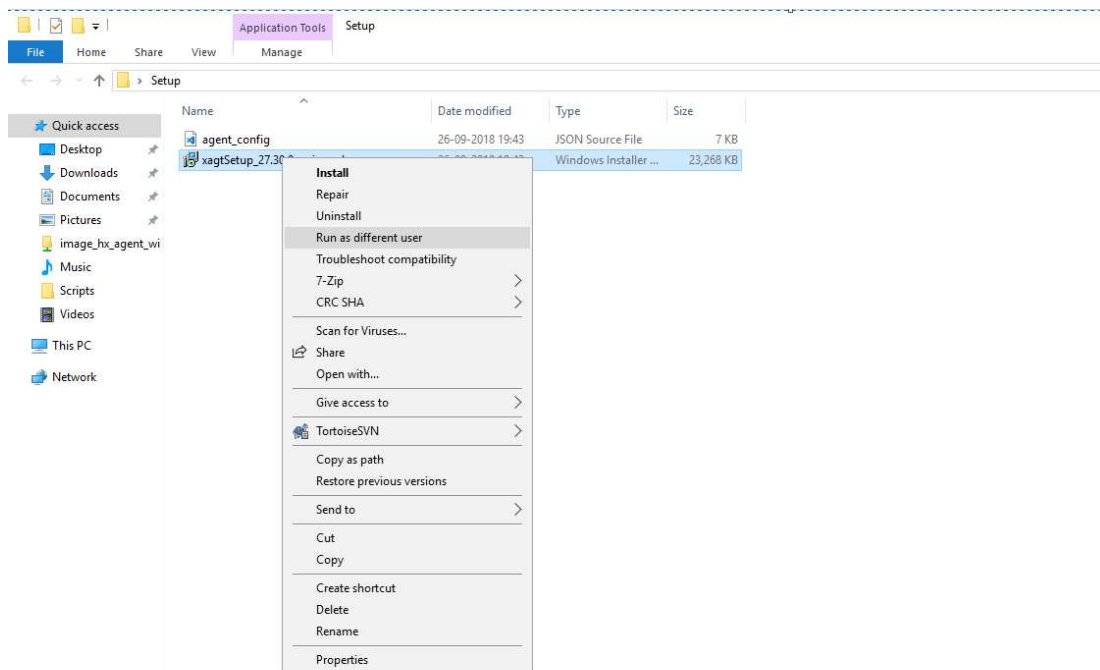 Application Tools
Setup
File
Home
Share
View
Manage
Setup
Name
Date modified
Type
Size
Quick access
Desktop
Downloads
Documents
Pictures
image_hx_agent_wi
Music
Scripts
Videos
This PC
Network
agent_config
26-09-2018 19:43
JSON Source File
7 KB
xagtSetup_27.30
Windows Installer ...
23,268 KB
Install
Repair
Uninstall
Run as different user
Troubleshoot compatibility
7-Zip
CRC SHA
Scan for Viruses...
Share
Open with...
Give access to
TortoiseSVN
Copy as path
Restore previous versions
Send to
Cut
Copy
Create shortcut
Delete
Rename
Properties